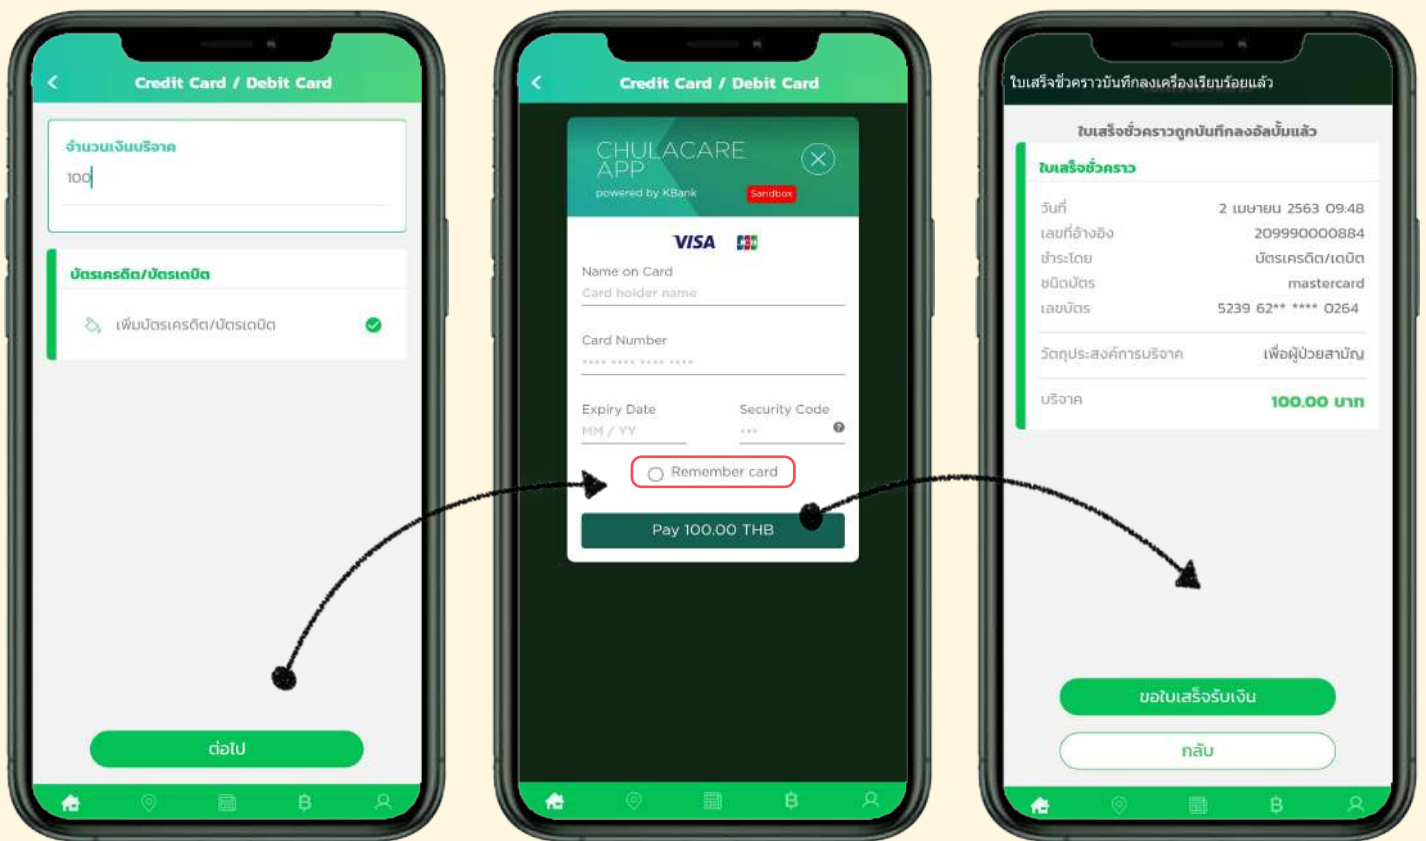 Credit Card / Debit Card
จำนวนเงินบริจาค
100
บัตรเครดิต/บัตรเดบิต
เพิ่มบัตรเครดิต/บัตรเดบิต
ต่อไป
Credit Card / Debit Card
CHULACARE
APP
powered by KBank
Sandbox
VISA JCB
Name on Card
Card holder name
Card Number
**** **** **** ****
Expiry Date Security Code
MM / YY ***
Remember card
Pay 100.00 THB
ใบเสร็จชั่วคราวบันทึกลงเครื่องเรียบร้อยแล้ว
ใบเสร็จชั่วคราวถูกบันทึกลงอัลบั้มแล้ว
ใบเสร็จชั่วคราว
วันที่ 2 เมษายน 2563 09:48
เลขที่อ้างอิง 209990000884
ชำระโดย บัตรเครดิต/เดบิต
ชนิดบัตร mastercard
เลขบัตร 5239 62** **** 0264
วัตถุประสงค์การบริจาค เพื่อผู้ป่วยสามัญ
บริจาค 100.00 บาท
ขอใบเสร็จรับเงิน
กลับ